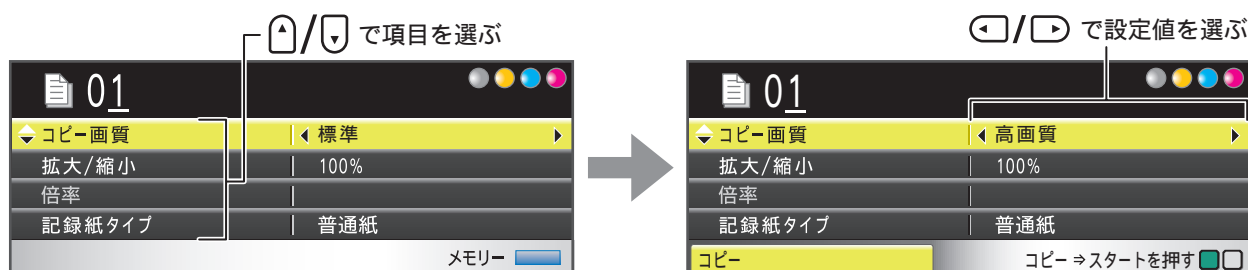 / で項目を選ぶ
01
コピー画質 標準
拡大/縮小 100%
倍率
記録紙タイプ 普通紙
メモリー
/ で設定値を選ぶ
01
コピー画質 高画質
拡大/縮小 100%
倍率
記録紙タイプ 普通紙
コピー コピー⇒スタートを押す